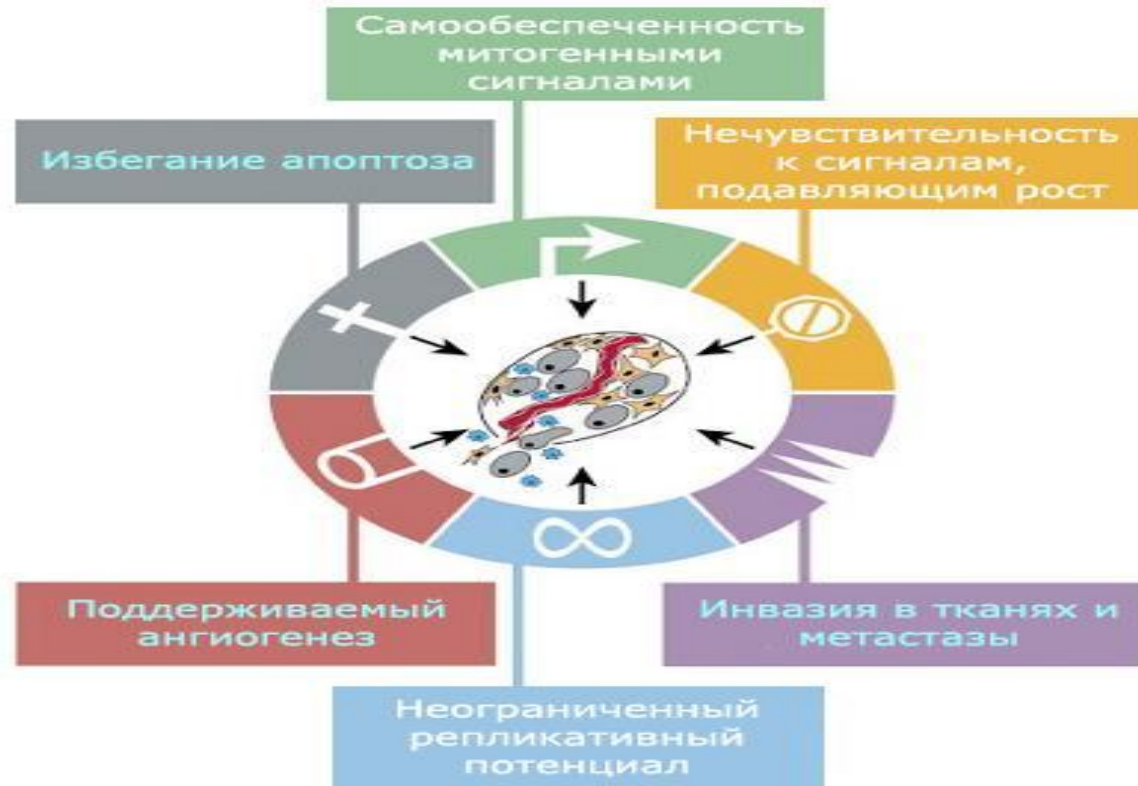 Самообеспеченность
митогенными
сигналами
Избегание апоптоза
Нечувствительность
к сигналам,
подавляющим рост
Поддерживаемый
ангиогенез
Инвазия в тканях и
метастазы
Неограниченный
репликативный
потенциал